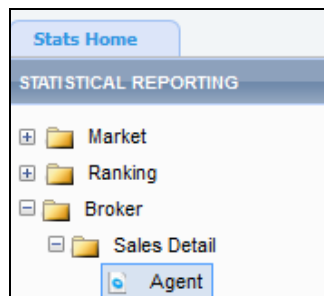 Stats Home
STATISTICAL REPORTING
Market
Ranking
Broker
Sales Detail
Agent